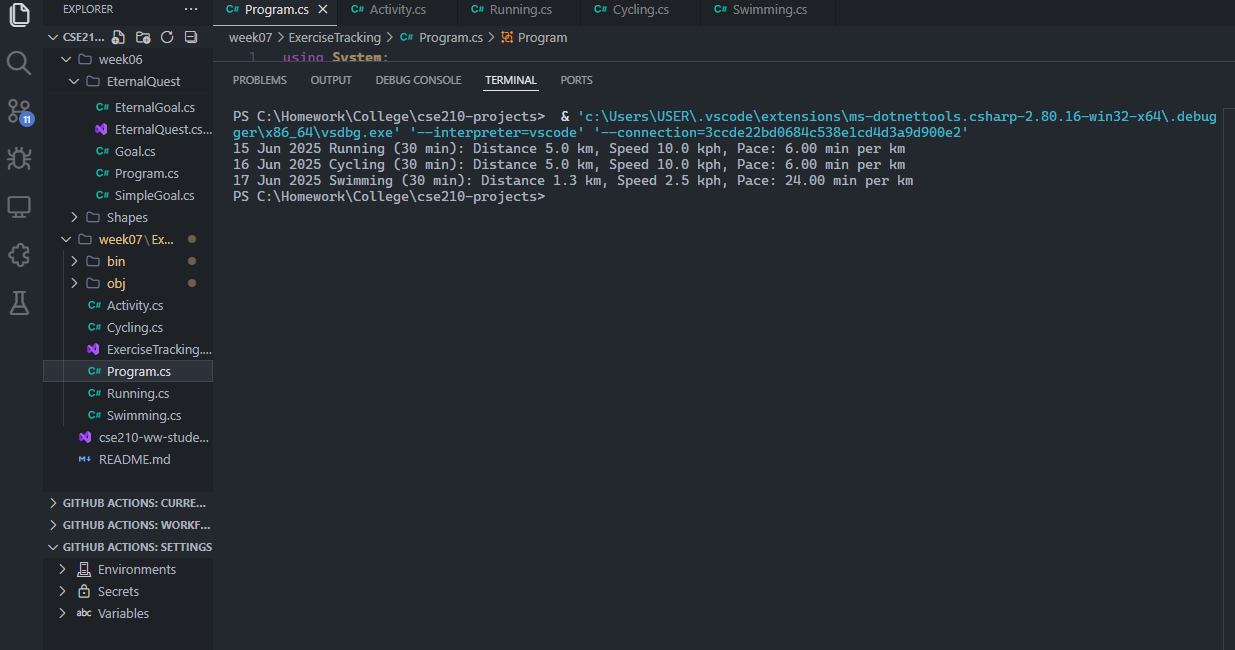 EXPLORER ...
C# Program.cs × C# Activity.cs C# Running.cs C# Cycling.cs C# Swimming.cs
CSE21...
week07 > ExerciseTracking > C# Program.cs > Program
1 using System;
PROBLEMS OUTPUT DEBUG CONSOLE TERMINAL PORTS
week06
EternalQuest
C# EternalGoal.cs
EternalQuest.cs...
C# Goal.cs
C# Program.cs
C# SimpleGoal.cs
Shapes
week07\Ex...
bin
obj
C# Activity.cs
C# Cycling.cs
ExerciseTracking....
C# Program.cs
C# Running.cs
C# Swimming.cs
cse210-ww-stude...
README.md
11
GITHUB ACTIONS: CURRE...
GITHUB ACTIONS: WORKF...
GITHUB ACTIONS: SETTINGS
Environments
Secrets
abc Variables
PS C:\Homework\College\cse210-projects>  & 'c:\Users\USER\.vscode\extensions\ms-dotnettools.csharp-2.80.16-win32-x64\.debug
ger\x86_64\vsdbg.exe' '--interpreter=vscode' '--connection=3ccde22bd0684c538e1cd4d3a9d900e2'
15 Jun 2025 Running (30 min): Distance 5.0 km, Speed 10.0 kph, Pace: 6.00 min per km
16 Jun 2025 Cycling (30 min): Distance 5.0 km, Speed 10.0 kph, Pace: 6.00 min per km
17 Jun 2025 Swimming (30 min): Distance 1.3 km, Speed 2.5 kph, Pace: 24.00 min per km
PS C:\Homework\College\cse210-projects>